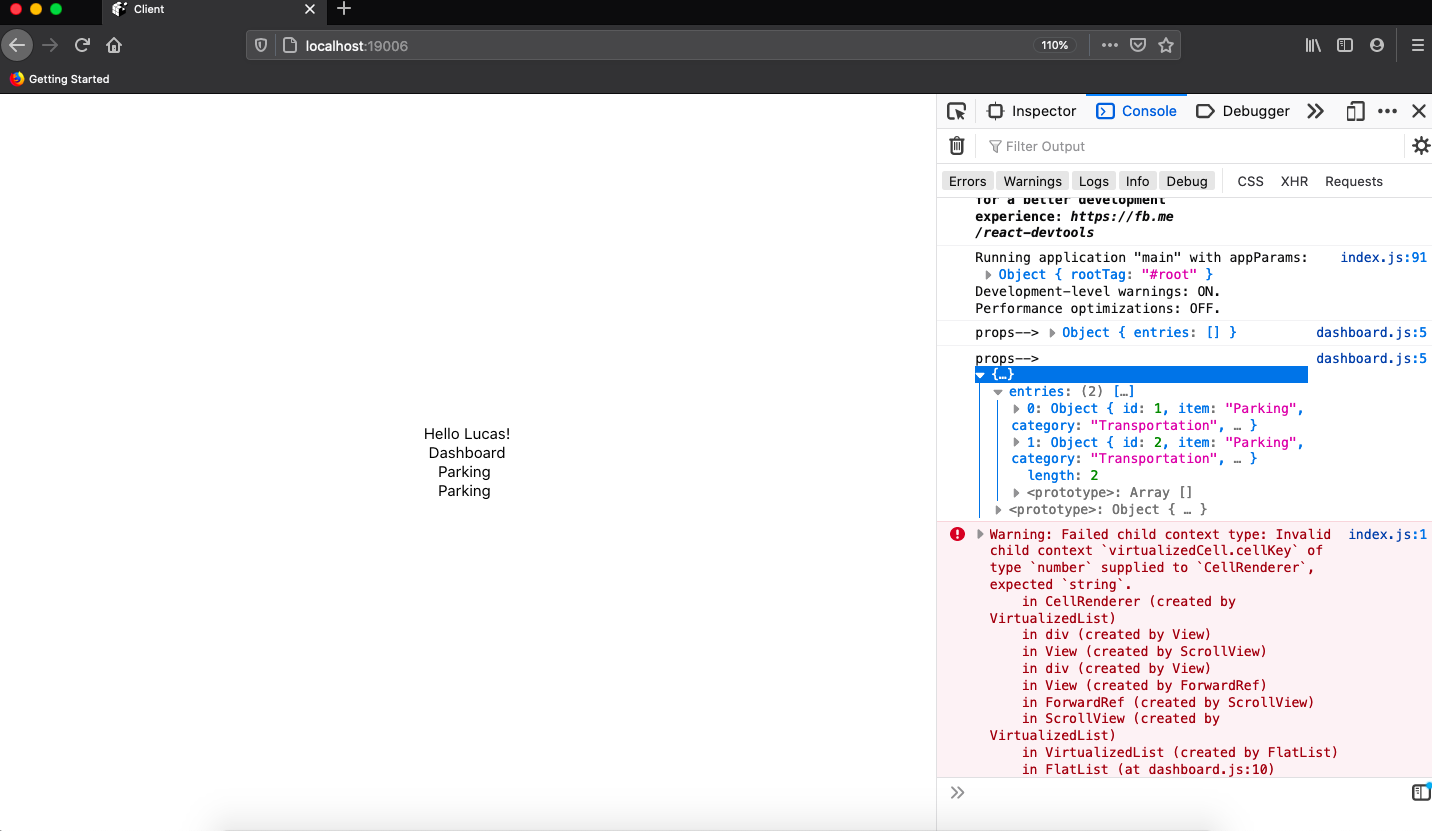 Client
localhost:19006
110%
Getting Started
Hello Lucas!
Dashboard
Parking
Parking
Inspector
Console
Debugger
Filter Output
Errors
Warnings
Logs
Info
Debug
CSS
XHR
Requests
for a better development
experience: https://fb.me
/react-devtools
Running application "main" with appParams: index.js:91
Object { rootTag: "#root" }
Development-level warnings: ON.
Performance optimizations: OFF.
props--> Object { entries: [] } dashboard.js:5
props--> dashboard.js:5
{…}
entries: (2) […]
0: Object { id: 1, item: "Parking",
category: "Transportation", … }
1: Object { id: 2, item: "Parking",
category: "Transportation", … }
length: 2
<prototype>: Array []
<prototype>: Object { … }
Warning: Failed child context type: Invalid index.js:1
child context `virtualizedCell.cellKey` of
type `number` supplied to `CellRenderer`,
expected `string`.
in CellRenderer (created by
VirtualizedList)
in div (created by View)
in View (created by ScrollView)
in div (created by View)
in View (created by ForwardRef)
in ForwardRef (created by ScrollView)
in ScrollView (created by
VirtualizedList)
in VirtualizedList (created by FlatList)
in FlatList (at dashboard.js:10)